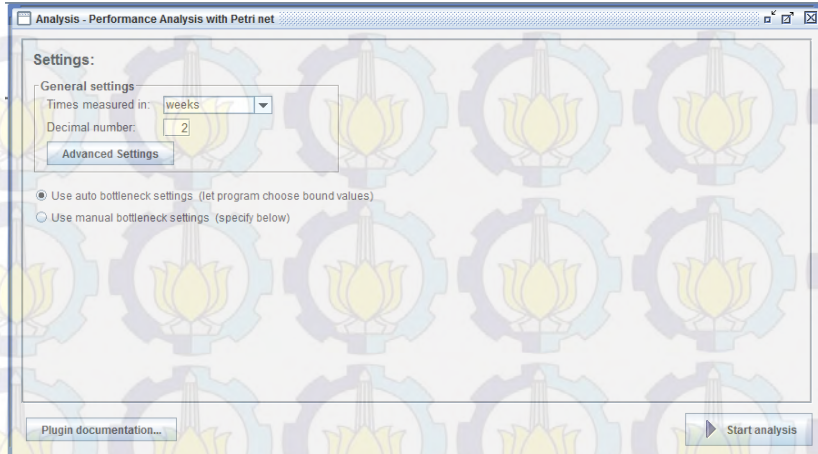 Analysis - Performance Analysis with Petri net
Settings:
General settings
Times measured in: weeks
Decimal number: 2
Advanced Settings
Use auto bottleneck settings (let program choose bound values)
Use manual bottleneck settings (specify below)
Plugin documentation...
Start analysis